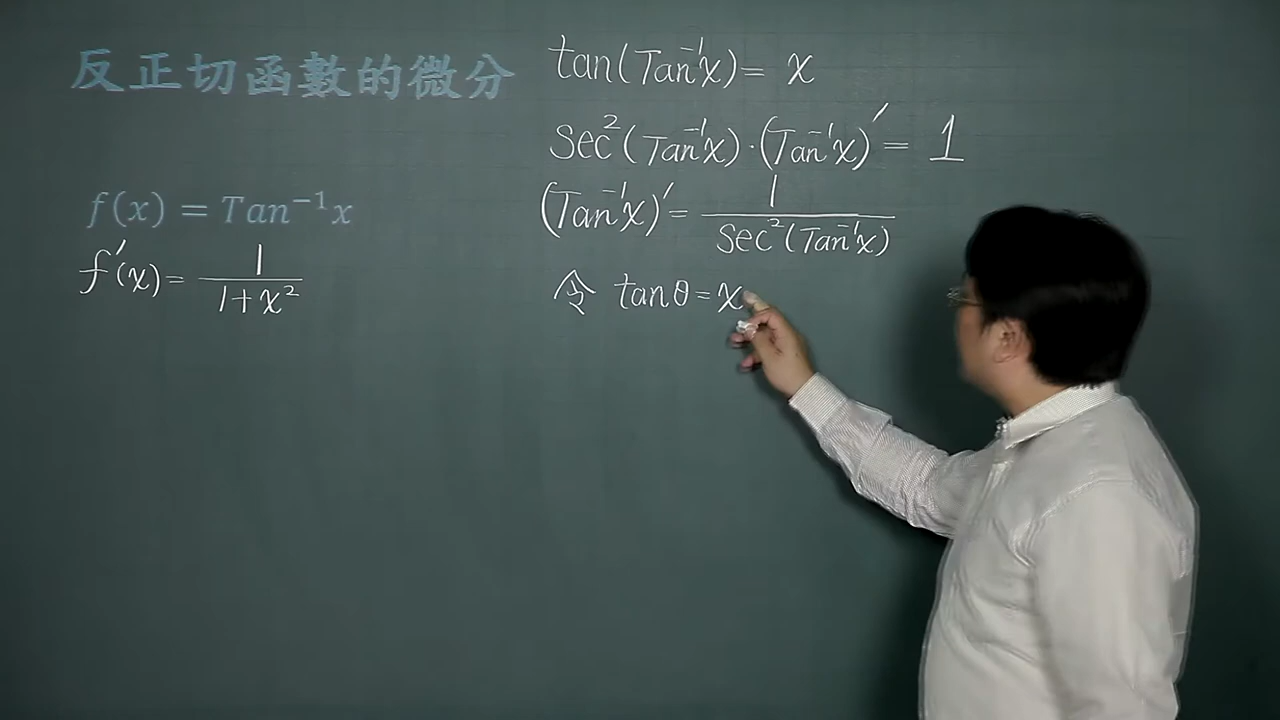 反正切函數的微分
f(x) = Tan⁻¹x
f′(x) = 1/(1+x²)
tan(Tan⁻¹x) = x
sec²(Tan⁻¹x)·(Tan⁻¹x)′ = 1
(Tan⁻¹x)′ = 1/sec²(Tan⁻¹x)
令 tanθ = x